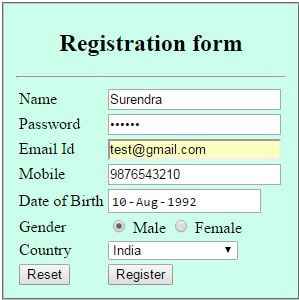 Registration form
Name Surendra
Password ••••••
Email Id test@gmail.com
Mobile 9876543210
Date of Birth 10-Aug-1992
Gender Male Female
Country India
Reset Register